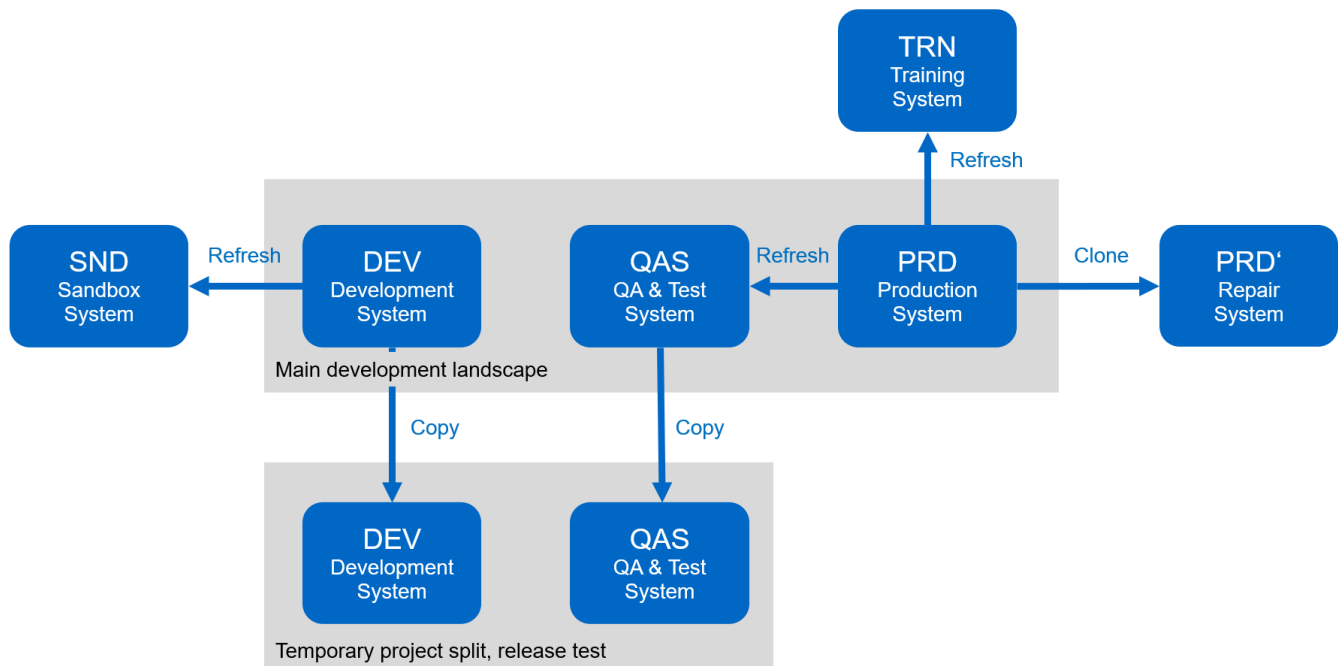 TRN
Training
System
Refresh
SND
Sandbox
System
Refresh
DEV
Development
System
QAS
QA & Test
System
Refresh
PRD
Production
System
Clone
PRD‘
Repair
System
Main development landscape
Copy
Copy
DEV
Development
System
QAS
QA & Test
System
Temporary project split, release test